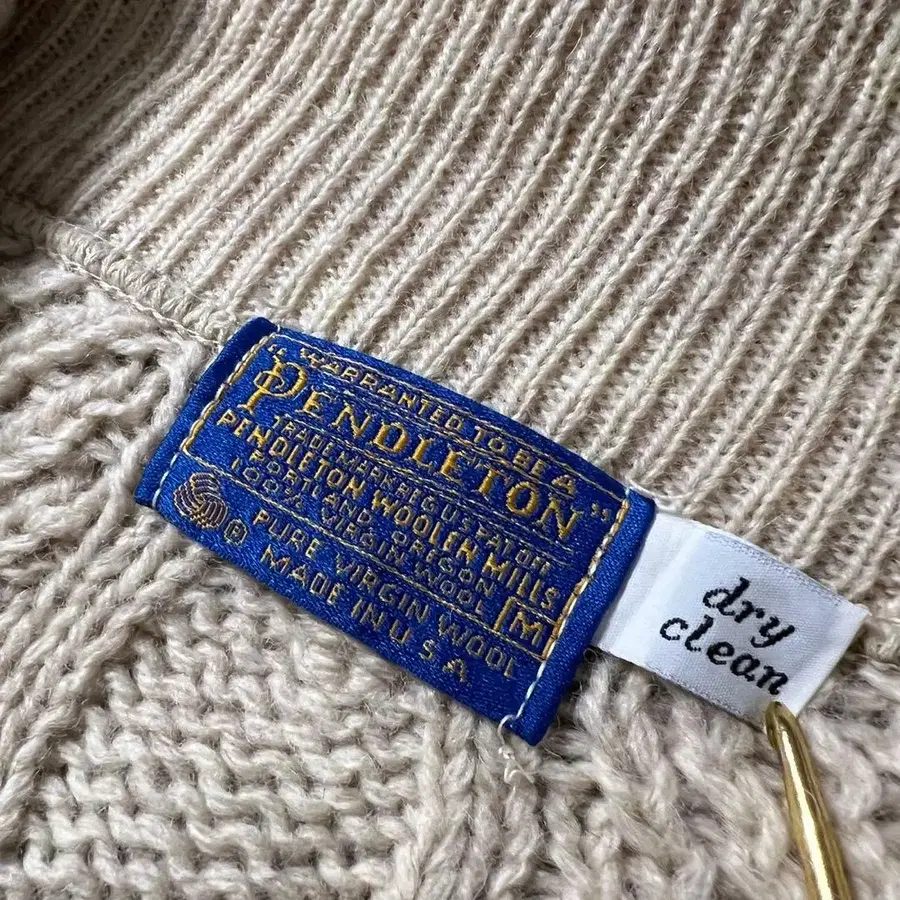 "WARRANTED TO BE A
PENDLETON"
TRADEMARK REG US PAT OFF
PENDLETON WOOLEN MILLS
PORTLAND OREGON
100% VIRGIN WOOL
M
® PURE VIRGIN WOOL
MADE IN U S A
dry
clean